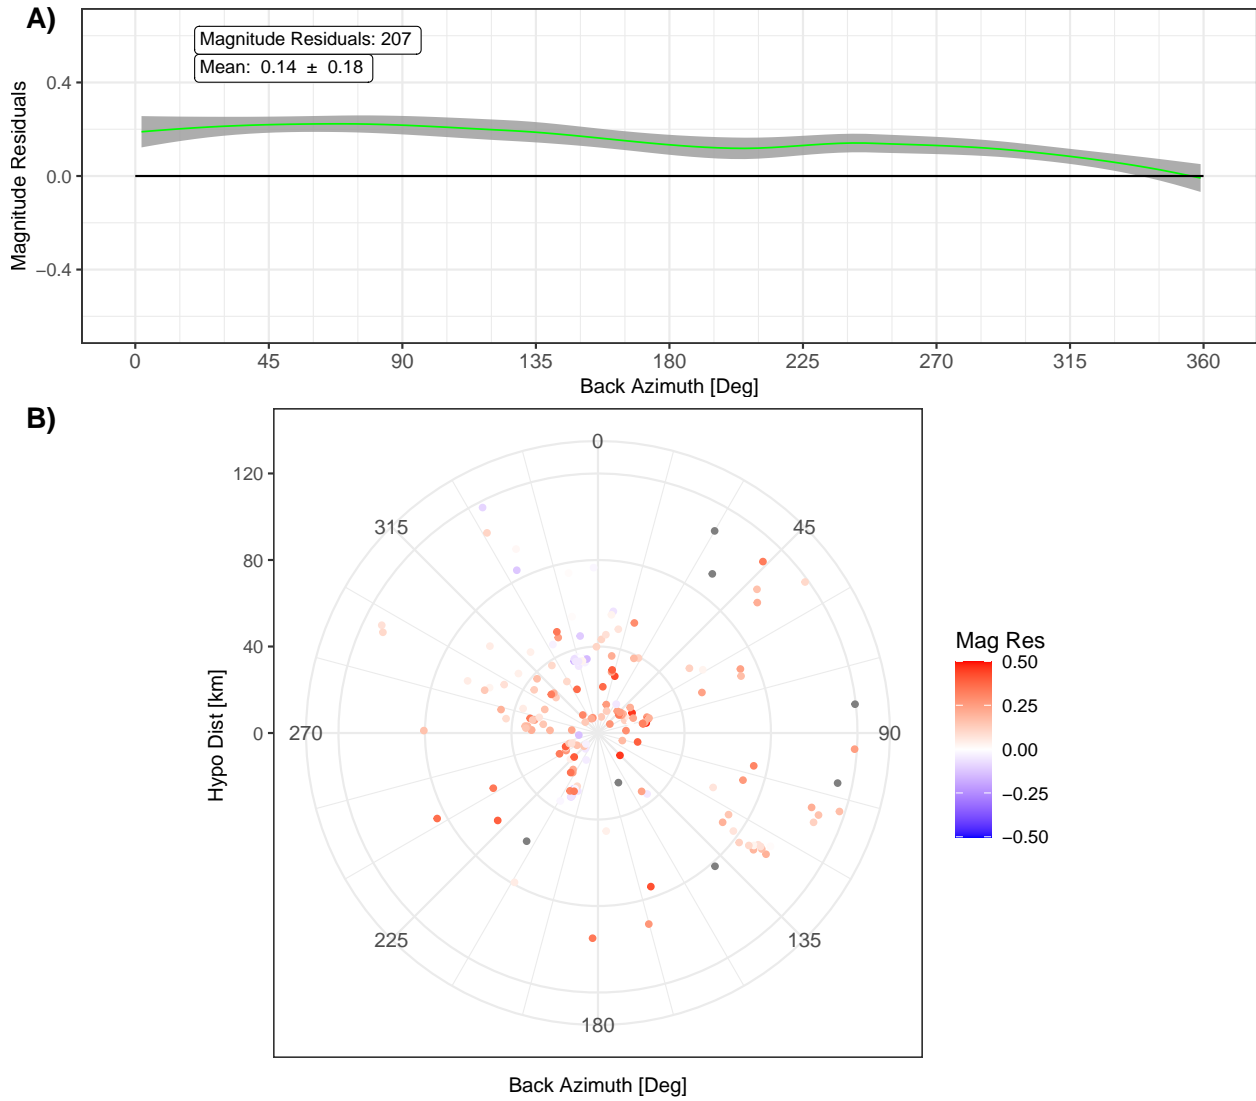 A)
Magnitude Residuals: 207
Mean:  0.14  ±  0.18
Magnitude Residuals
0.4
0.0
−0.4
0 45 90 135 180 225 270 315 360
Back Azimuth [Deg]
B)
Hypo Dist [km]
120
80
40
0
0
45
90
135
180
225
270
315
Back Azimuth [Deg]
Mag Res
0.50
0.25
0.00
−0.25
−0.50